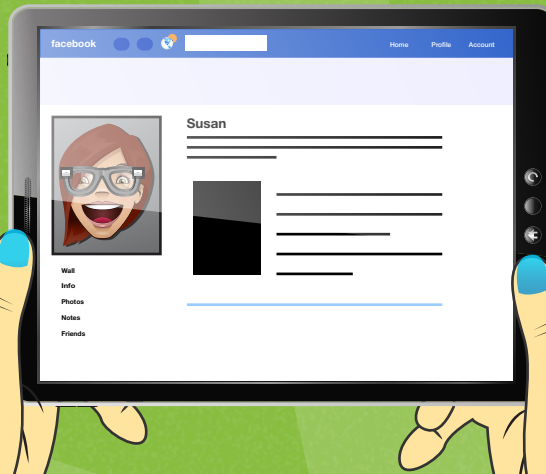 facebook
Home Profile Account
Susan
Wall
Info
Photos
Notes
Friends